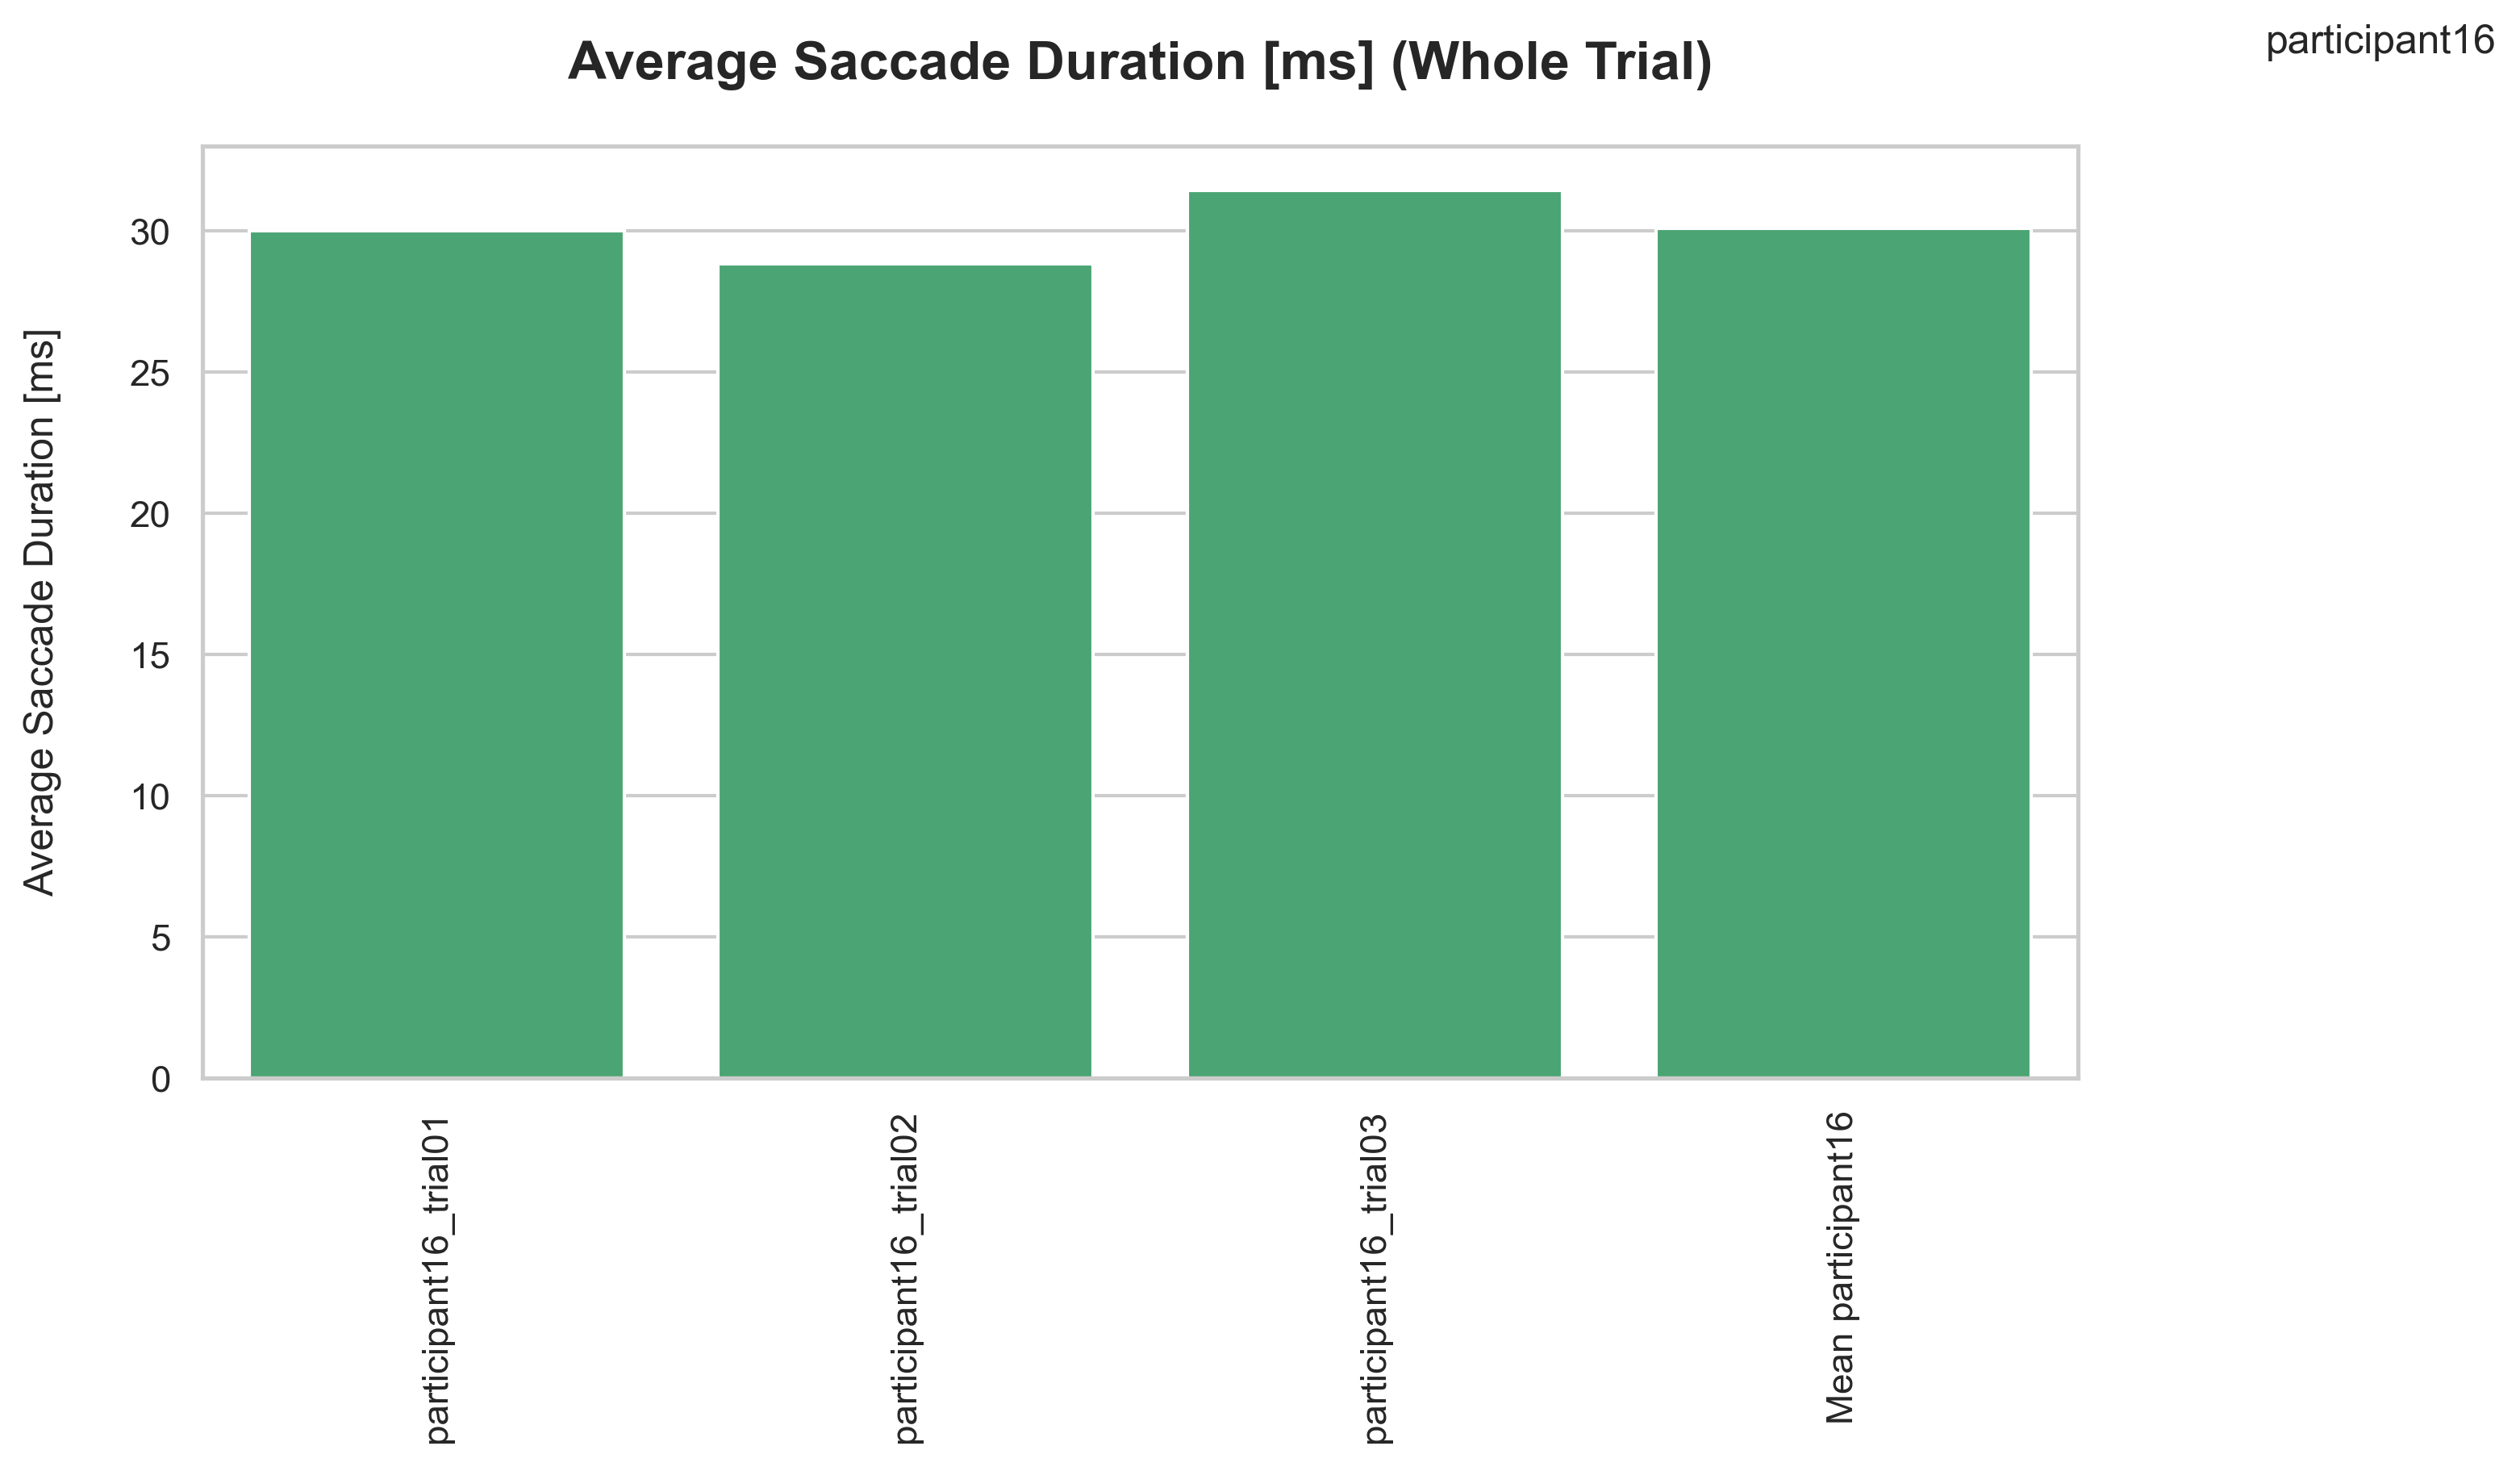 participant16
Average Saccade Duration [ms] (Whole Trial)
Average Saccade Duration [ms]
30
25
20
15
10
5
0
participant16_trial01
participant16_trial02
participant16_trial03
Mean participant16